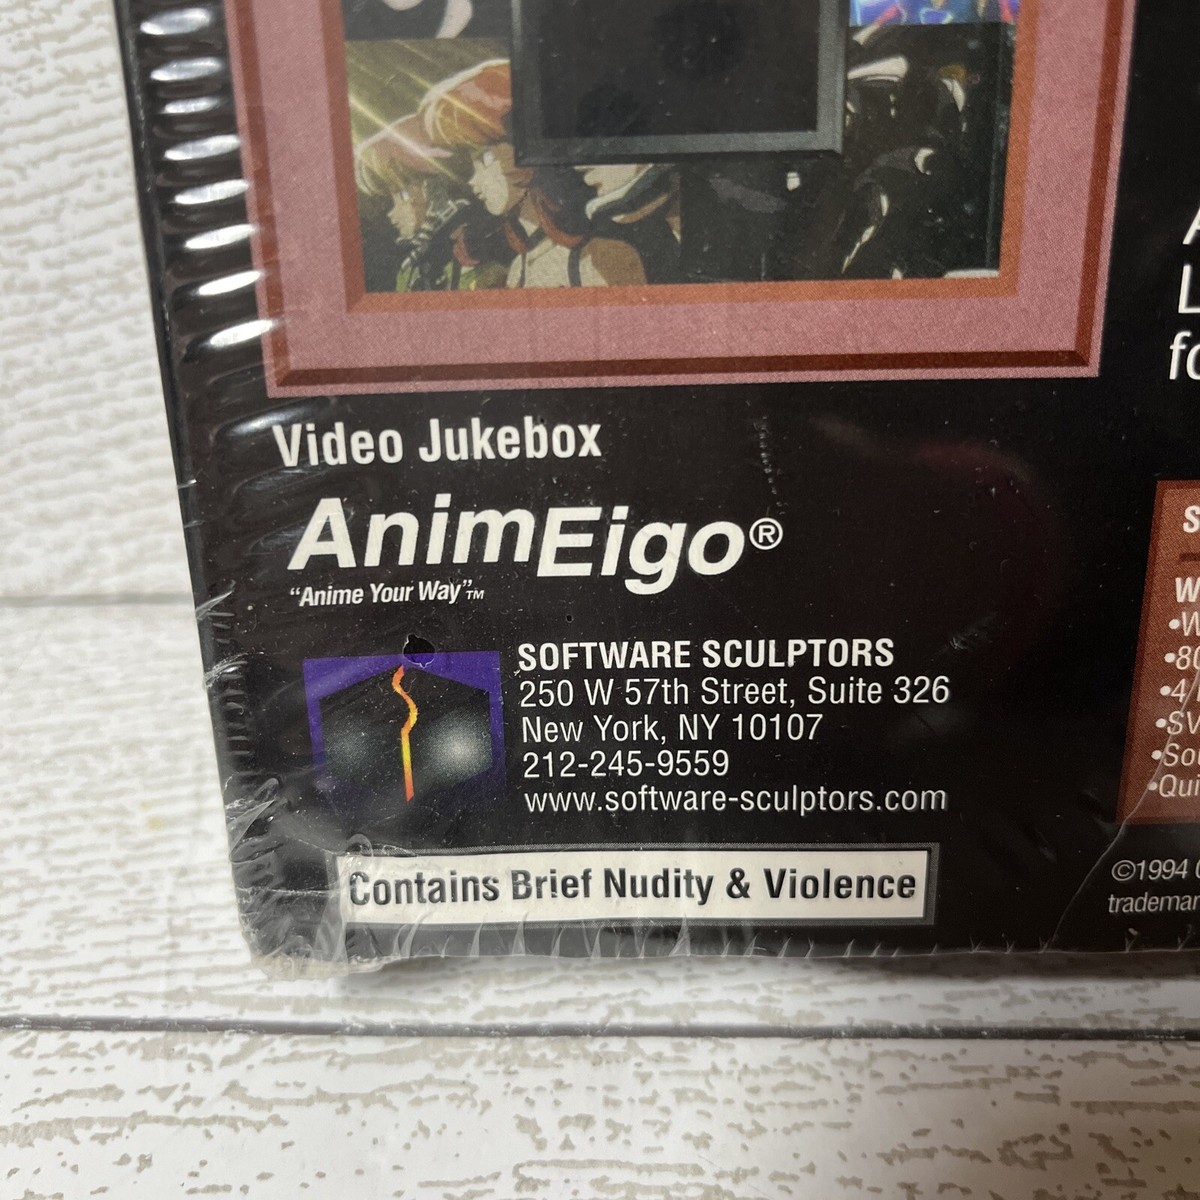 Video Jukebox
AnimEigo®
"Anime Your Way"™
SOFTWARE SCULPTORS
250 W 57th Street, Suite 326
New York, NY 10107
212-245-9559
www.software-sculptors.com
Contains Brief Nudity & Violence
©1994